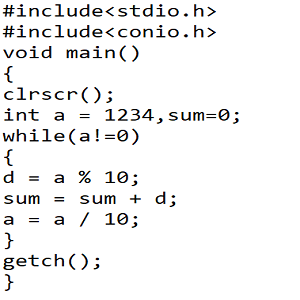 #include<stdio.h>
#include<conio.h>
void main()
{
clrscr();
int a = 1234,sum=0;
while(a!=0)
{
d = a % 10;
sum = sum + d;
a = a / 10;
}
getch();
}